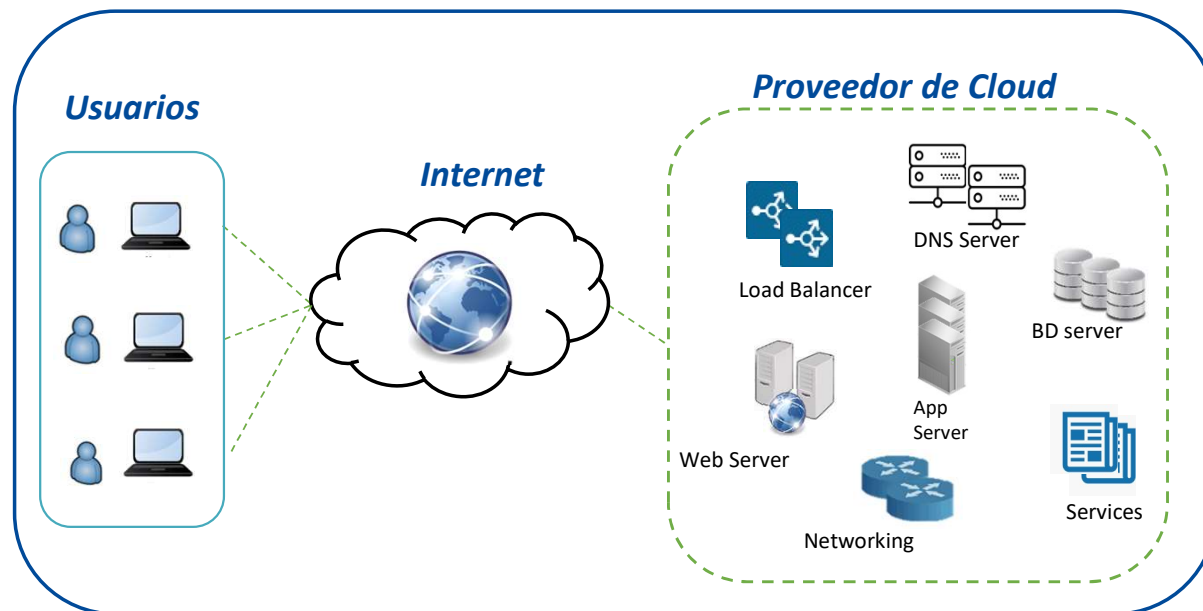 Usuarios
Internet
Proveedor de Cloud
DNS Server
Load Balancer
BD server
App
Server
Web Server
Services
Networking